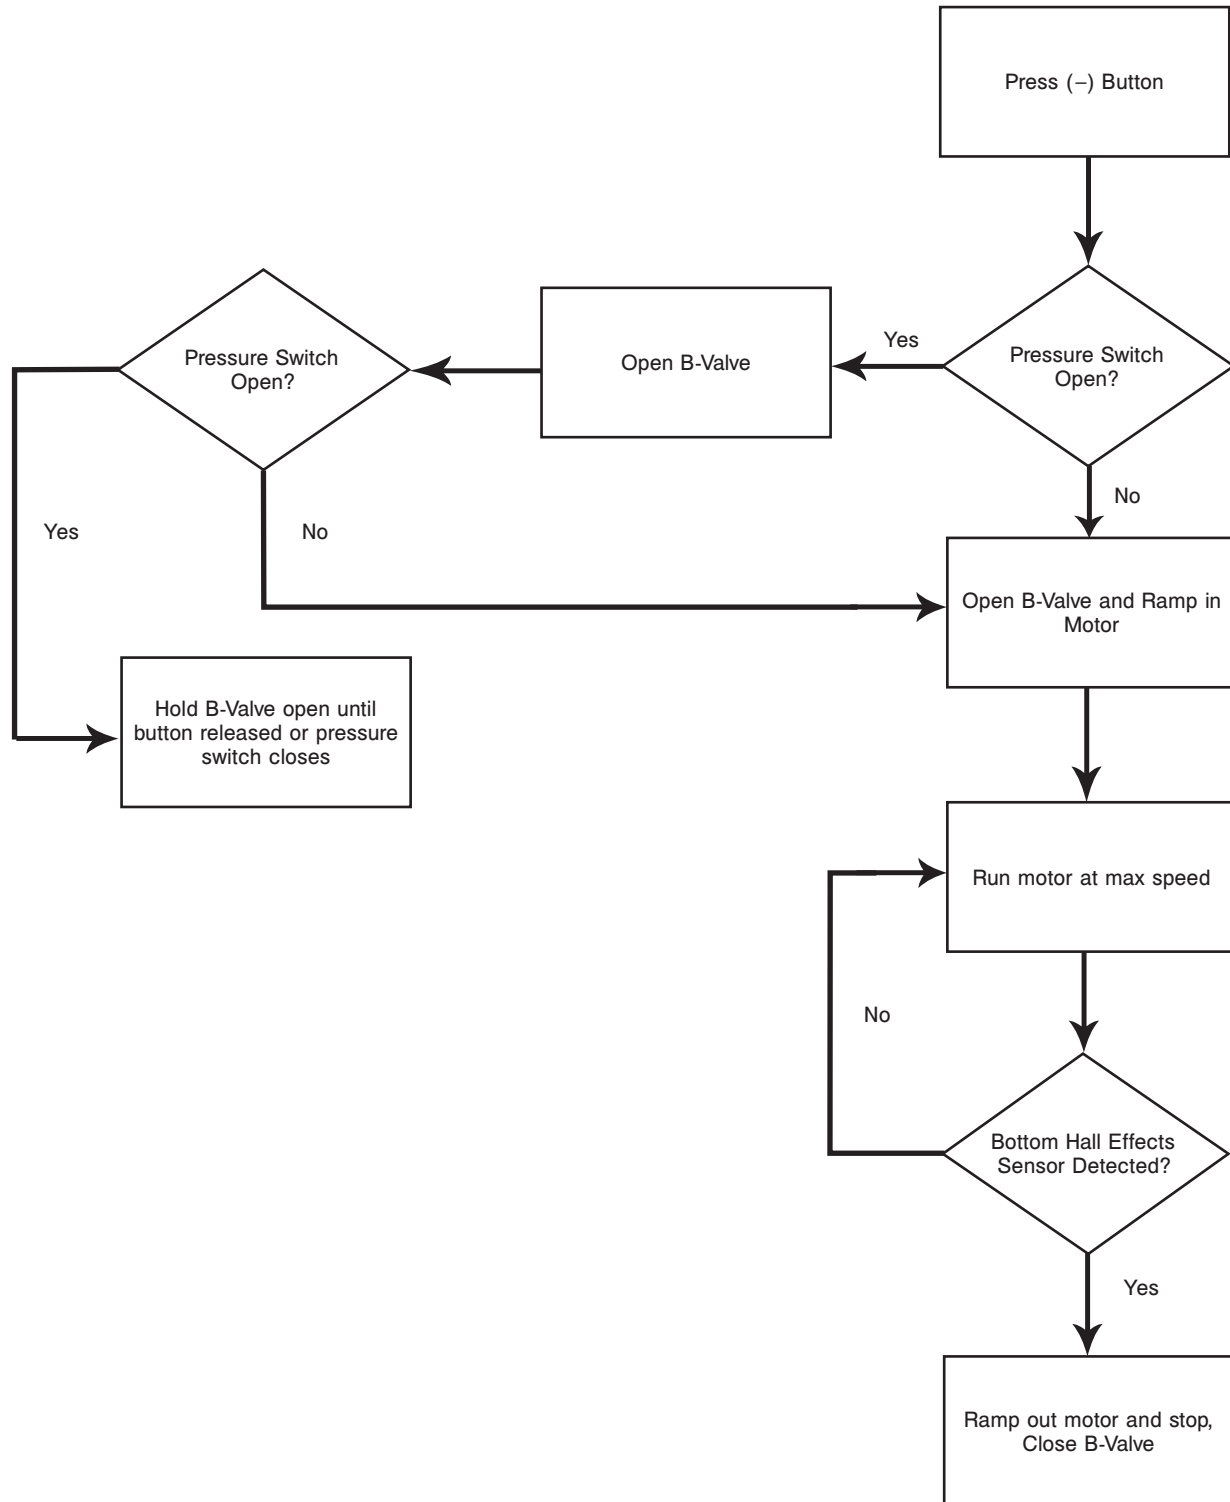 Press (–) Button
Pressure Switch
Open?
Yes
Open B-Valve
Pressure Switch
Open?
Yes
No
No
Open B-Valve and Ramp in
Motor
Hold B-Valve open until
button released or pressure
switch closes
Run motor at max speed
No
Bottom Hall Effects
Sensor Detected?
Yes
Ramp out motor and stop,
Close B-Valve